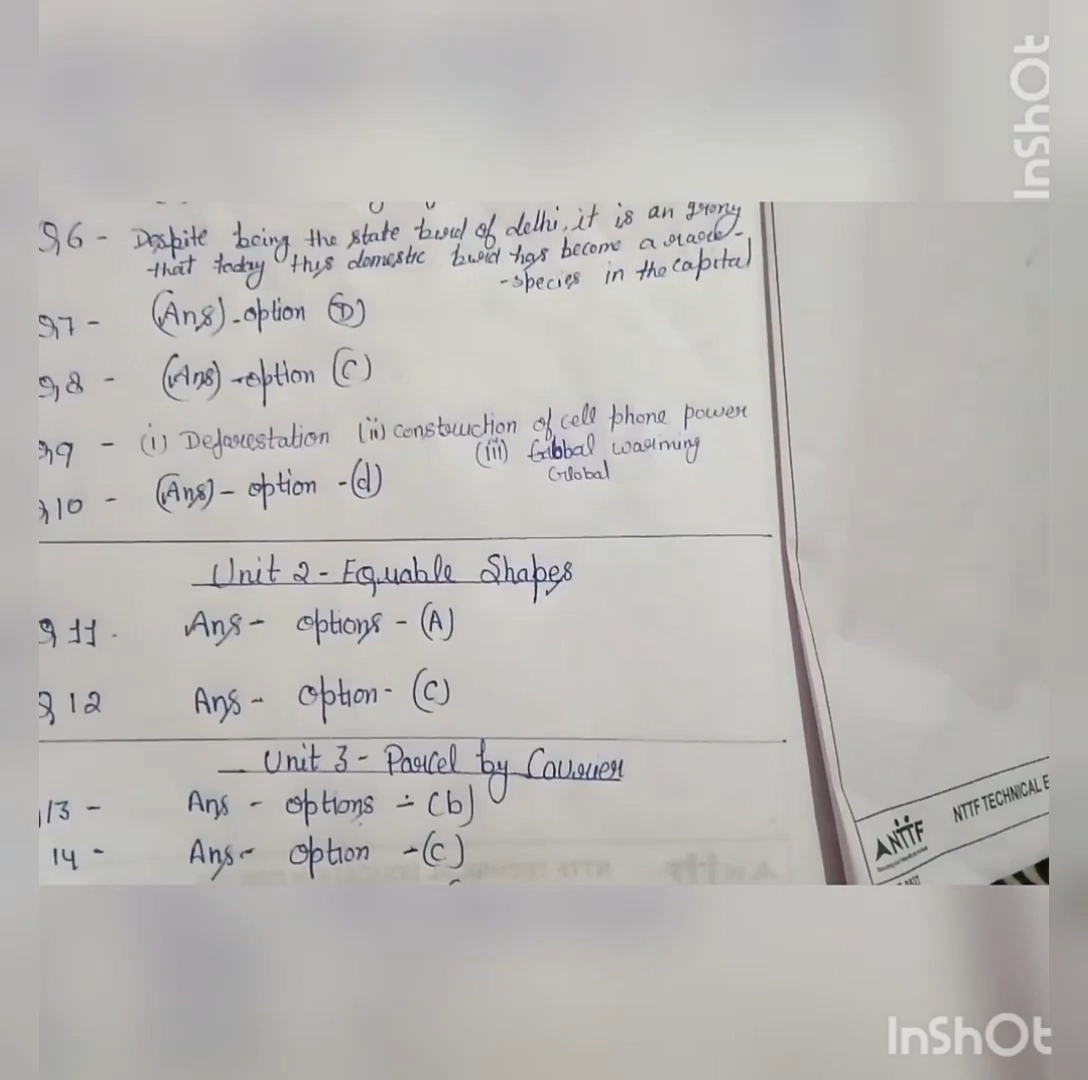 InShOt
Q6 - Despite being the state bird of delhi, it is an irony
that today this domestic bird has become a rare -
- species in the capital
Q7 - (Ans) - option (D)
Q8 - (Ans) - option (C)
Q9 - (i) Deforestation (ii) construction of cell phone power
(iii) Global warming
Global
Q10 - (Ans) - option - (d)
Unit 2 - Equable Shapes
Q 11. Ans - options - (A)
Q 12 Ans - option - (C)
Unit 3 - Parcel by Courier
13 - Ans - options - (b)
14 - Ans - option - (C)
NTTF
NTTF TECHNICAL E
InShOt